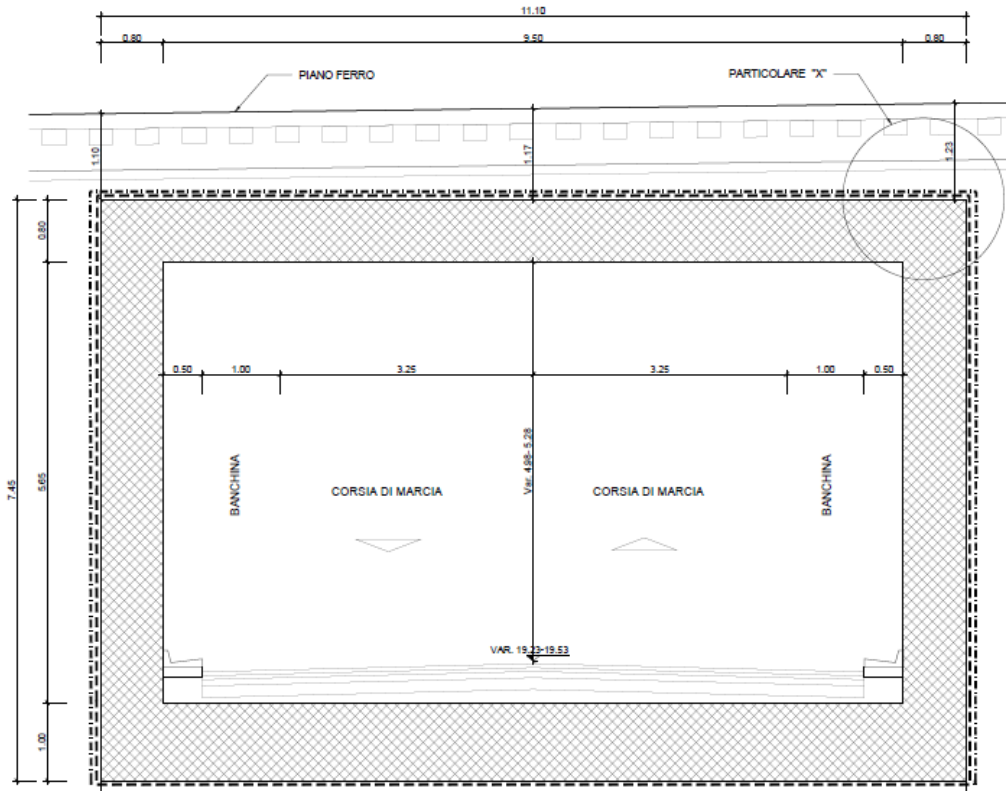 11.10
0.80
9.50
0.80
PIANO FERRO
PARTICOLARE "X"
1.10
1.17
1.23
0.80
0.50
1.00
3.25
3.25
1.00
0.50
7.45
5.65
BANCHINA
CORSIA DI MARCIA
Var. 4.98- 5.28
CORSIA DI MARCIA
BANCHINA
VAR. 19.23-19.53
1.00